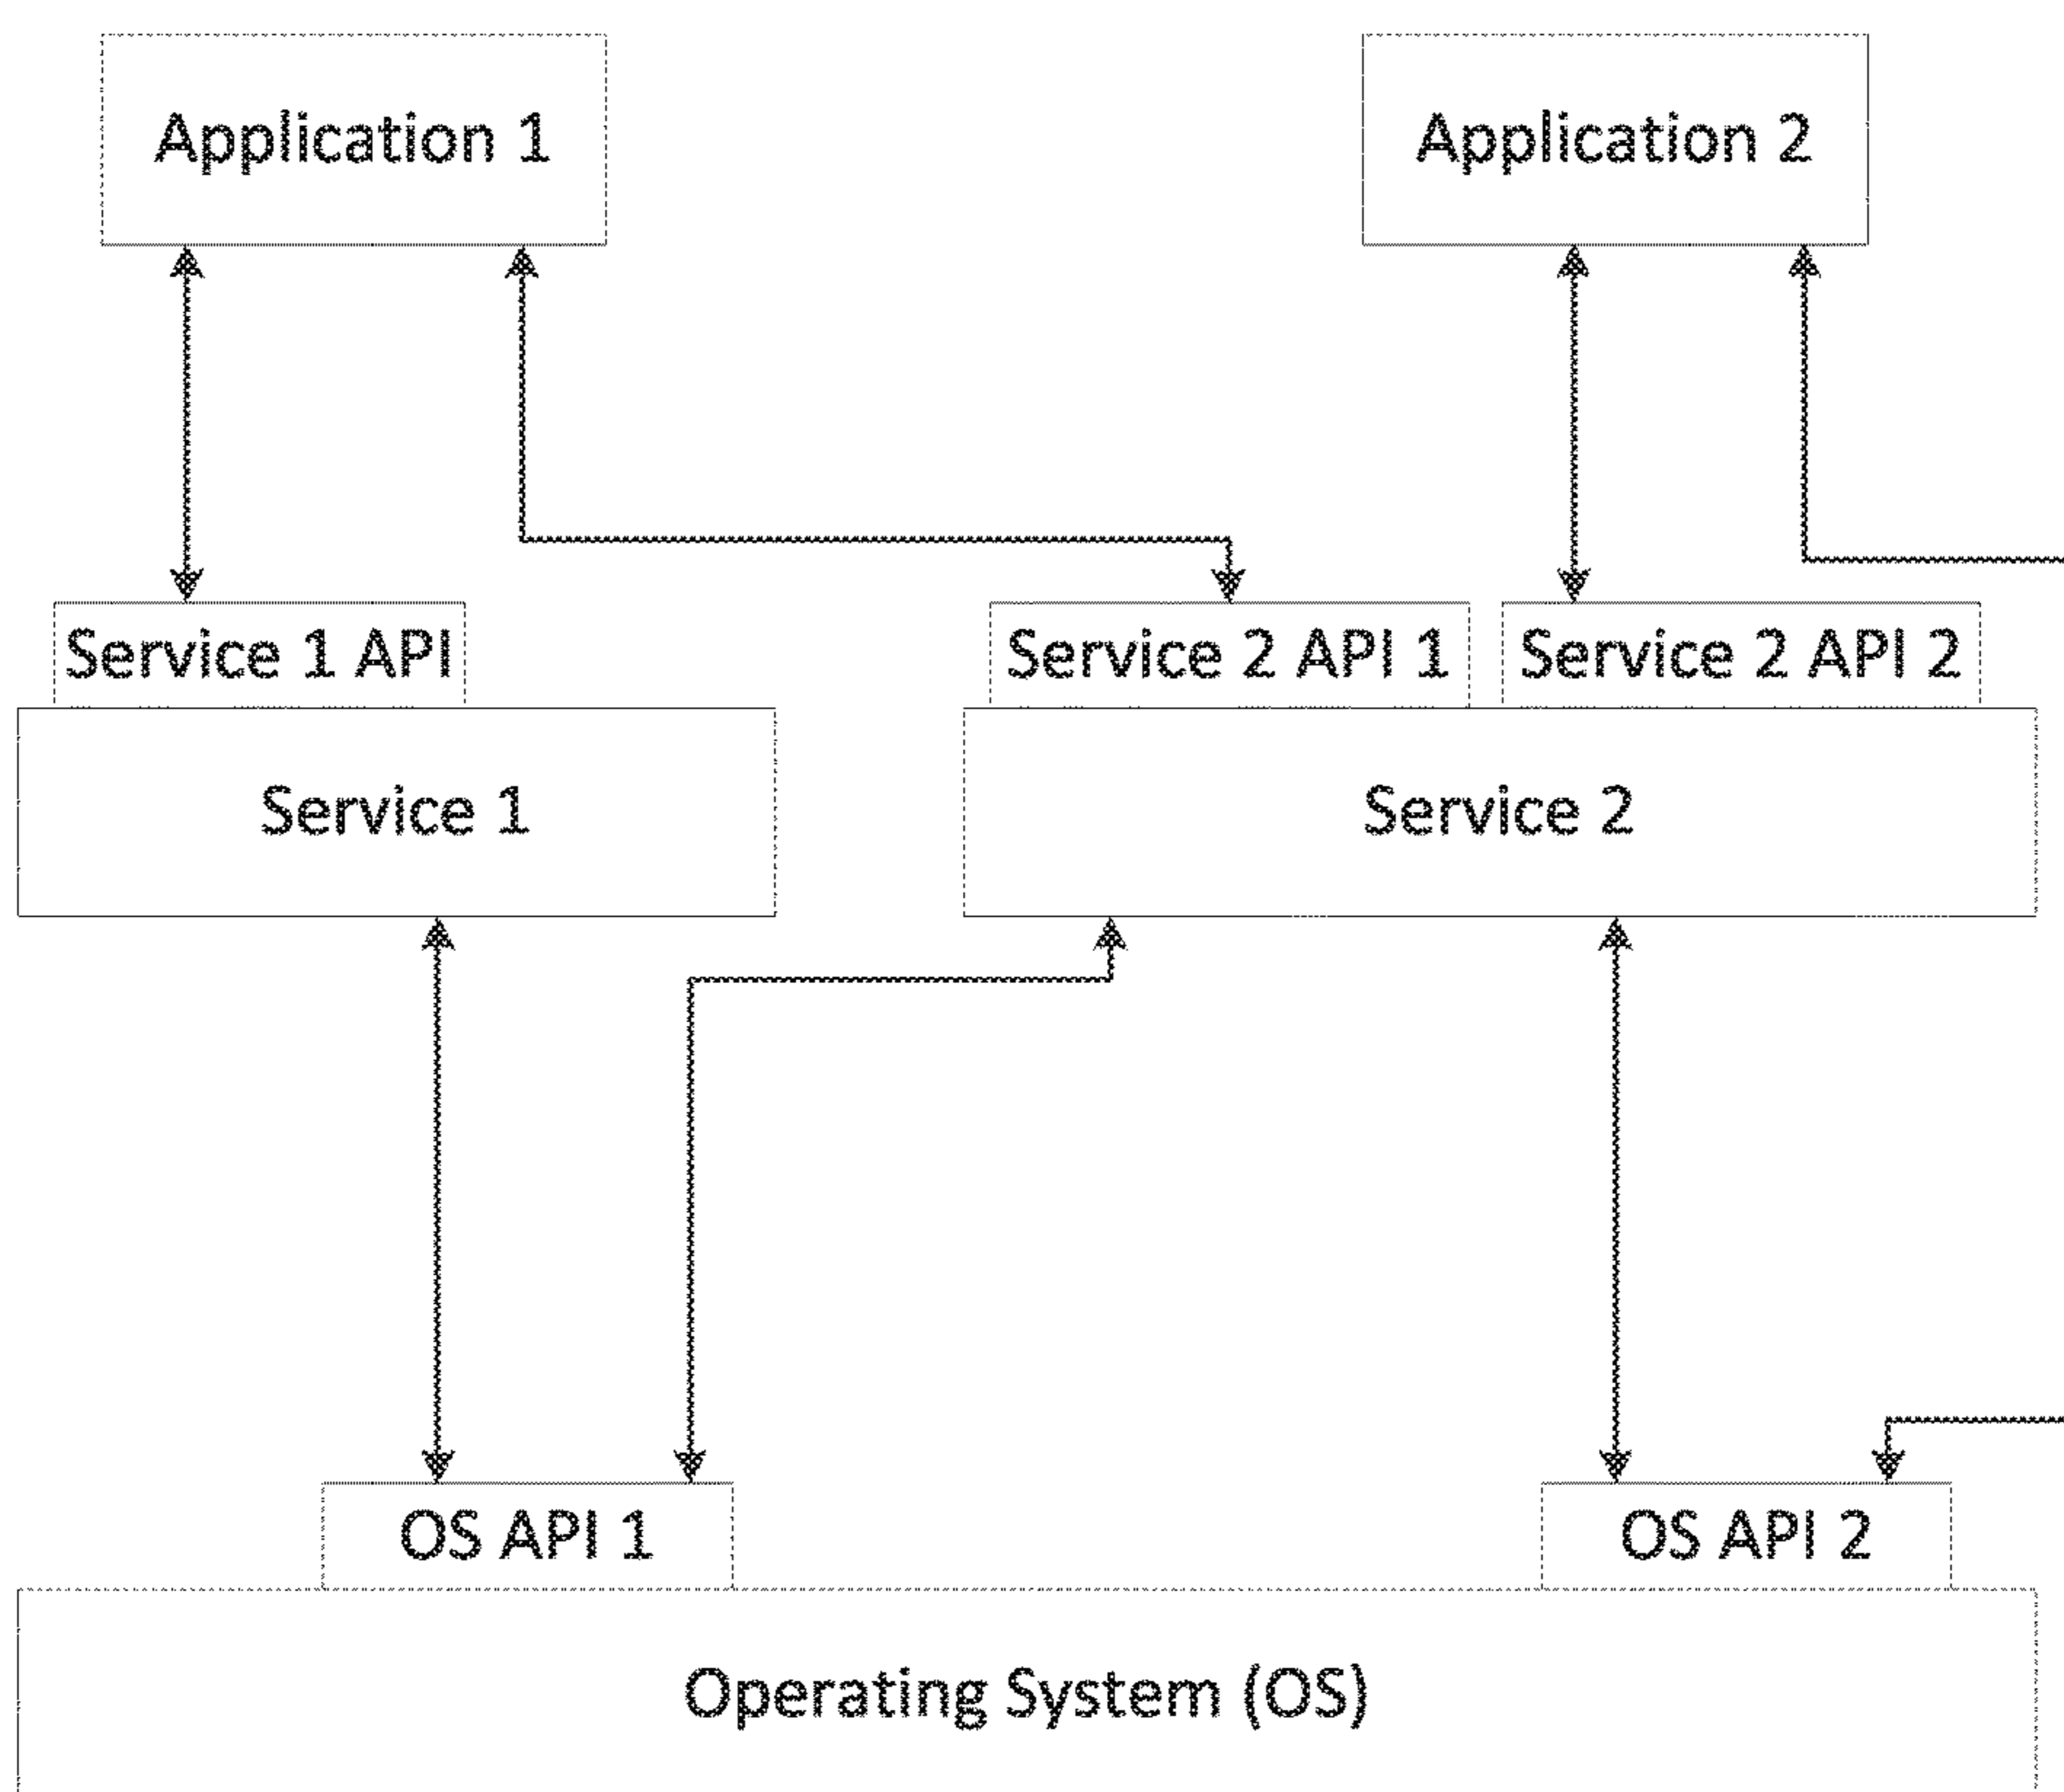 Application 1
Application 2
Service 1 API
Service 2 API 1
Service 2 API 2
Service 1
Service 2
OS API 1
OS API 2
Operating System (OS)